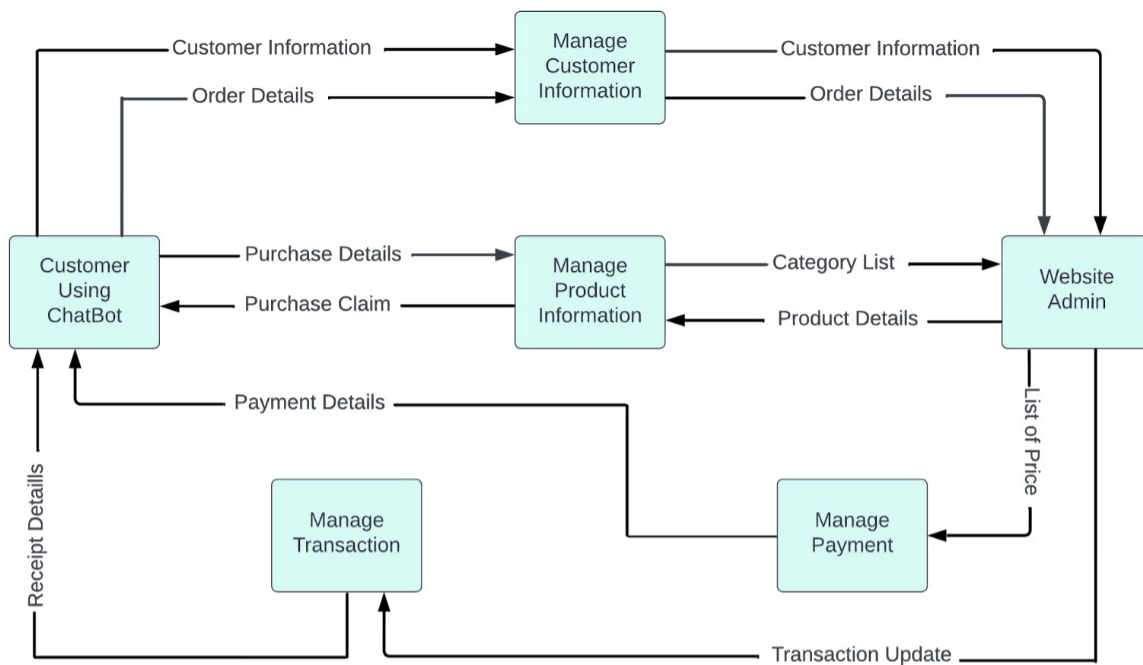 Customer Information
Manage
Customer
Information
Customer Information
Order Details
Order Details
Customer
Using
ChatBot
Purchase Details
Purchase Claim
Manage
Product
Information
Category List
Product Details
Website
Admin
Payment Details
List of Price
Receipt Detaills
Manage
Transaction
Manage
Payment
Transaction Update